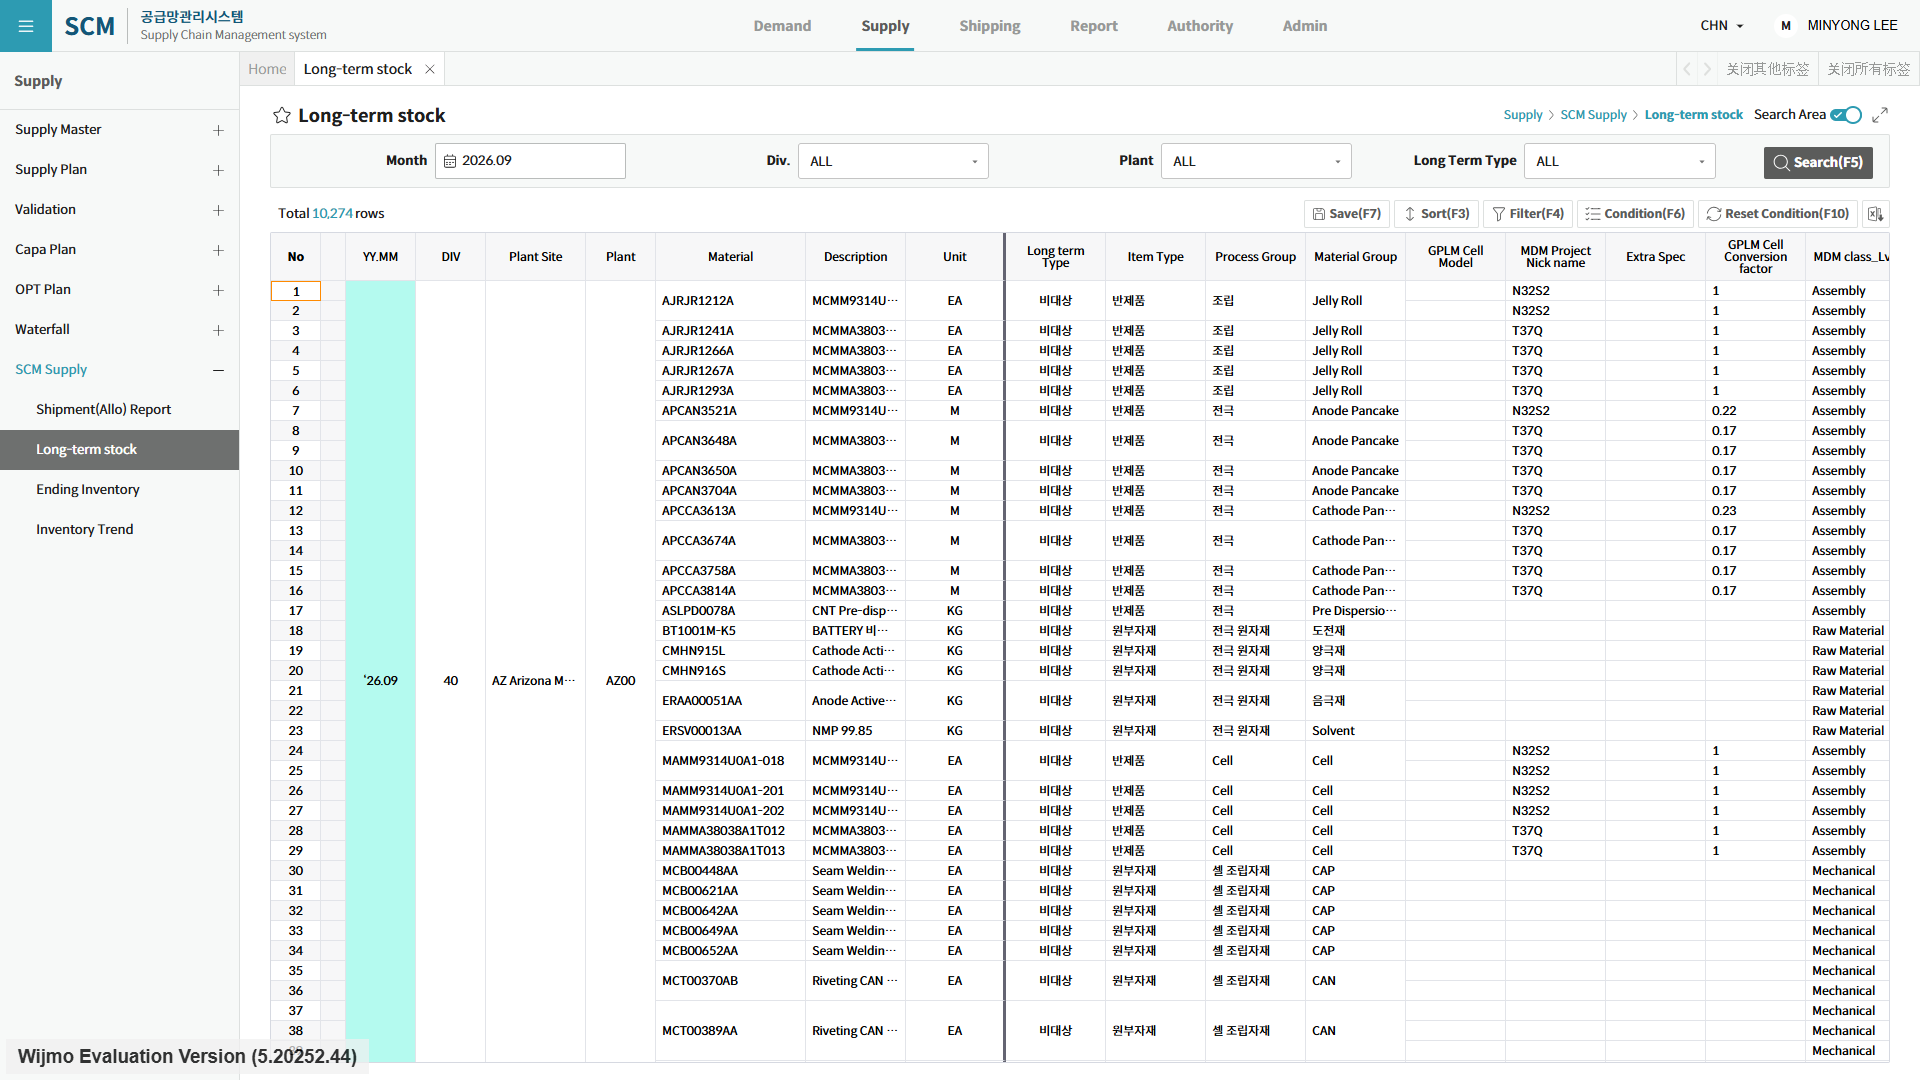 SCM 공급망관리시스템
Supply Chain Management system
Demand Supply Shipping Report Authority Admin
CHN M MINYONG LEE
Supply
Home Long-term stock
关闭其他标签 关闭所有标签
Supply Master
Supply Plan
Validation
Capa Plan
OPT Plan
Waterfall
SCM Supply
Shipment(Allo) Report
Long-term stock
Ending Inventory
Inventory Trend
Long-term stock
Supply > SCM Supply > Long-term stock Search Area
Month 2026.09 Div. ALL Plant ALL Long Term Type ALL Search(F5)
Total 10,274 rows
Save(F7) Sort(F3) Filter(F4) Condition(F6) Reset Condition(F10)
No YY.MM DIV Plant Site Plant Material Description Unit Long term Type Item Type Process Group Material Group GPLM Cell Model MDM Project Nick name Extra Spec GPLM Cell Conversion factor MDM class_Lv
'26.09 40 AZ Arizona M··· AZ00
1 AJRJR1212A MCMM9314U··· EA 비대상 반제품 조립 Jelly Roll N32S2 1 Assembly
2 N32S2 1 Assembly
3 AJRJR1241A MCMMA3803··· EA 비대상 반제품 조립 Jelly Roll T37Q 1 Assembly
4 AJRJR1266A MCMMA3803··· EA 비대상 반제품 조립 Jelly Roll T37Q 1 Assembly
5 AJRJR1267A MCMMA3803··· EA 비대상 반제품 조립 Jelly Roll T37Q 1 Assembly
6 AJRJR1293A MCMMA3803··· EA 비대상 반제품 조립 Jelly Roll T37Q 1 Assembly
7 APCAN3521A MCMM9314U··· M 비대상 반제품 전극 Anode Pancake N32S2 0.22 Assembly
8 APCAN3648A MCMMA3803··· M 비대상 반제품 전극 Anode Pancake T37Q 0.17 Assembly
9 T37Q 0.17 Assembly
10 APCAN3650A MCMMA3803··· M 비대상 반제품 전극 Anode Pancake T37Q 0.17 Assembly
11 APCAN3704A MCMMA3803··· M 비대상 반제품 전극 Anode Pancake T37Q 0.17 Assembly
12 APCCA3613A MCMM9314U··· M 비대상 반제품 전극 Cathode Pan··· N32S2 0.23 Assembly
13 APCCA3674A MCMMA3803··· M 비대상 반제품 전극 Cathode Pan··· T37Q 0.17 Assembly
14 T37Q 0.17 Assembly
15 APCCA3758A MCMMA3803··· M 비대상 반제품 전극 Cathode Pan··· T37Q 0.17 Assembly
16 APCCA3814A MCMMA3803··· M 비대상 반제품 전극 Cathode Pan··· T37Q 0.17 Assembly
17 ASLPD0078A CNT Pre-disp··· KG 비대상 반제품 전극 Pre Dispersio··· Assembly
18 BT1001M-K5 BATTERY 비··· KG 비대상 원부자재 전극 원자재 도전재 Raw Material
19 CMHN915L Cathode Acti··· KG 비대상 원부자재 전극 원자재 양극재 Raw Material
20 CMHN916S Cathode Acti··· KG 비대상 원부자재 전극 원자재 양극재 Raw Material
21 ERAA00051AA Anode Active··· KG 비대상 원부자재 전극 원자재 음극재 Raw Material
22 Raw Material
23 ERSV00013AA NMP 99.85 KG 비대상 원부자재 전극 원자재 Solvent Raw Material
24 MAMM9314U0A1-018 MCMM9314U··· EA 비대상 반제품 Cell Cell N32S2 1 Assembly
25 N32S2 1 Assembly
26 MAMM9314U0A1-201 MCMM9314U··· EA 비대상 반제품 Cell Cell N32S2 1 Assembly
27 MAMM9314U0A1-202 MCMM9314U··· EA 비대상 반제품 Cell Cell N32S2 1 Assembly
28 MAMMA38038A1T012 MCMMA3803··· EA 비대상 반제품 Cell Cell T37Q 1 Assembly
29 MAMMA38038A1T013 MCMMA3803··· EA 비대상 반제품 Cell Cell T37Q 1 Assembly
30 MCB00448AA Seam Weldin··· EA 비대상 원부자재 셀 조립자재 CAP Mechanical
31 MCB00621AA Seam Weldin··· EA 비대상 원부자재 셀 조립자재 CAP Mechanical
32 MCB00642AA Seam Weldin··· EA 비대상 원부자재 셀 조립자재 CAP Mechanical
33 MCB00649AA Seam Weldin··· EA 비대상 원부자재 셀 조립자재 CAP Mechanical
34 MCB00652AA Seam Weldin··· EA 비대상 원부자재 셀 조립자재 CAP Mechanical
35 MCT00370AB Riveting CAN ··· EA 비대상 원부자재 셀 조립자재 CAN Mechanical
36 Mechanical
37 Mechanical
38 MCT00389AA Riveting CAN ··· EA 비대상 원부자재 셀 조립자재 CAN Mechanical
Mechanical
Wijmo Evaluation Version (5.20252.44)